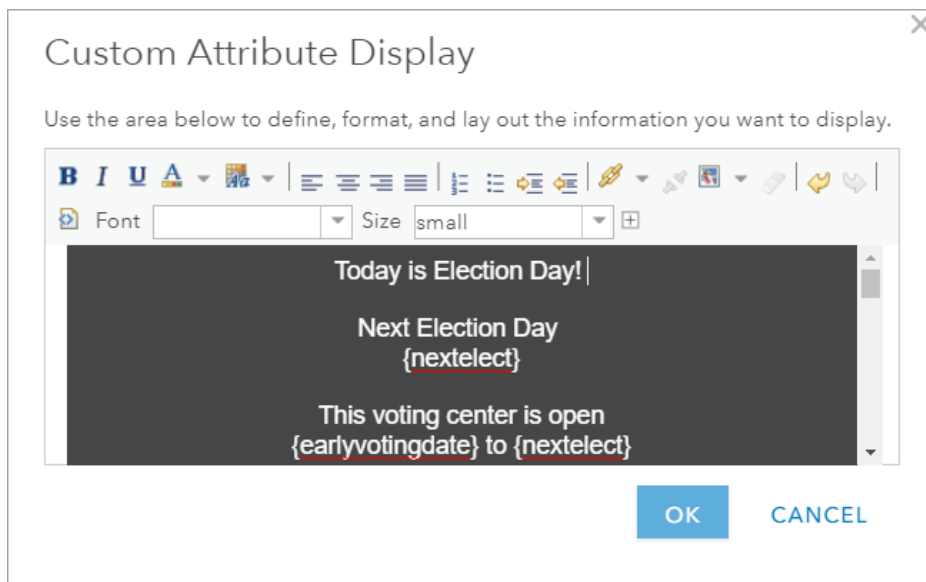 Custom Attribute Display
Use the area below to define, format, and lay out the information you want to display.
B I U A Aa
Font Size small
Today is Election Day!
Next Election Day
{nextelect}
This voting center is open
{earlyvotingdate} to {nextelect}
OK CANCEL